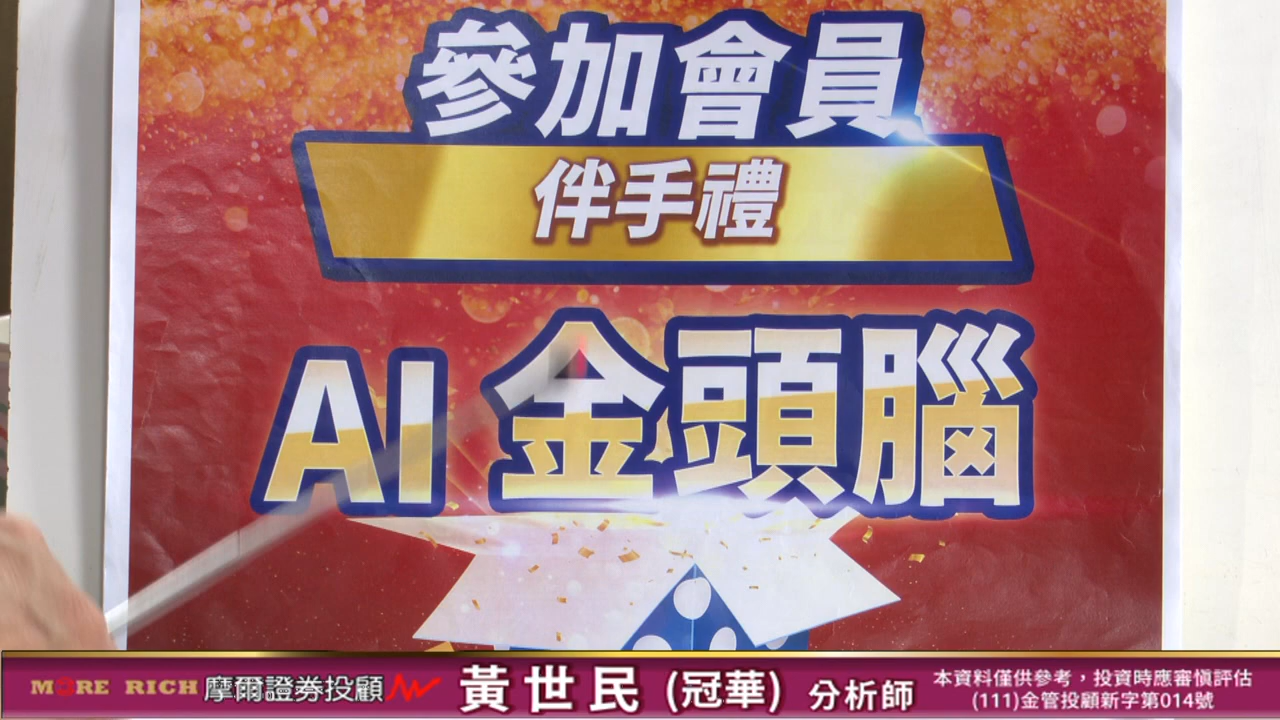 參加會員
伴手禮
AI 金頭腦
MORE RICH 摩爾證券投顧 黃世民 (冠華) 分析師
本資料僅供參考,投資時應審慎評估
(111)金管投顧新字第014號